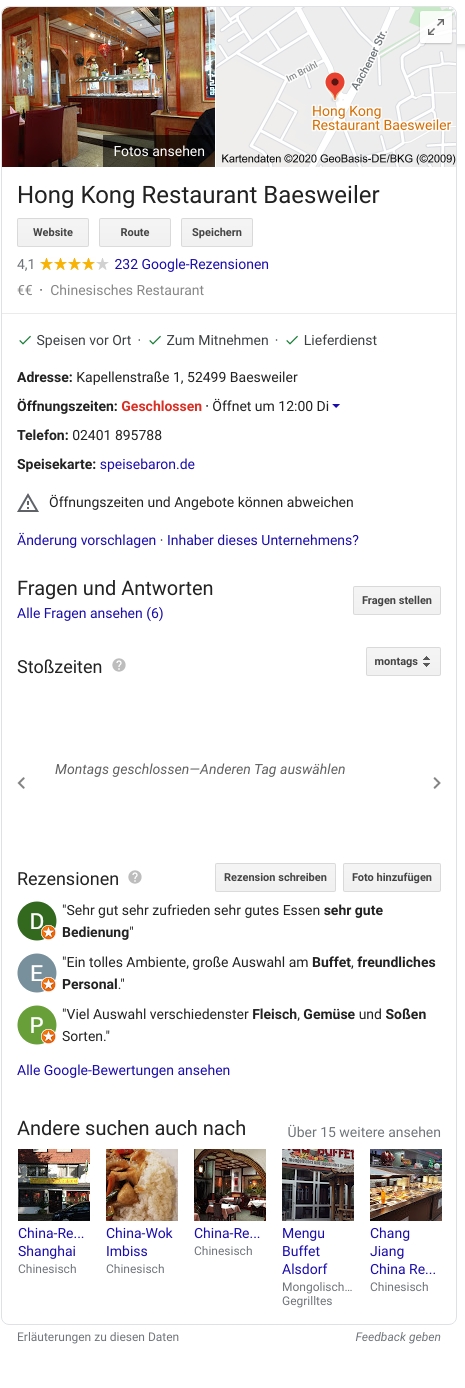 Fotos ansehen
Im Brühl
Aachener Str.
Hong Kong
Restaurant Baesweiler
Kartendaten ©2020 GeoBasis-DE/BKG (©2009)
Hong Kong Restaurant Baesweiler
Website Route Speichern
4,1 232 Google-Rezensionen
€€ · Chinesisches Restaurant
Speisen vor Ort · Zum Mitnehmen · Lieferdienst
Adresse: Kapellenstraße 1, 52499 Baesweiler
Öffnungszeiten: Geschlossen · Öffnet um 12:00 Di
Telefon: 02401 895788
Speisekarte: speisebaron.de
Öffnungszeiten und Angebote können abweichen
Änderung vorschlagen · Inhaber dieses Unternehmens?
Fragen und Antworten
Fragen stellen
Alle Fragen ansehen (6)
Stoßzeiten ? montags
Montags geschlossen—Anderen Tag auswählen
Rezensionen ? Rezension schreiben Foto hinzufügen
D "Sehr gut sehr zufrieden sehr gutes Essen sehr gute
Bedienung"
E "Ein tolles Ambiente, große Auswahl am Buffet, freundliches
Personal."
P "Viel Auswahl verschiedenster Fleisch, Gemüse und Soßen
Sorten."
Alle Google-Bewertungen ansehen
Andere suchen auch nach Über 15 weitere ansehen
BUFFET
China-Re...
Shanghai
Chinesisch
China-Wok
Imbiss
Chinesisch
China-Re...
Chinesisch
Mengu
Buffet
Alsdorf
Mongolisch...
Gegrilltes
Chang
Jiang
China Re...
Chinesisch
Erläuterungen zu diesen Daten Feedback geben